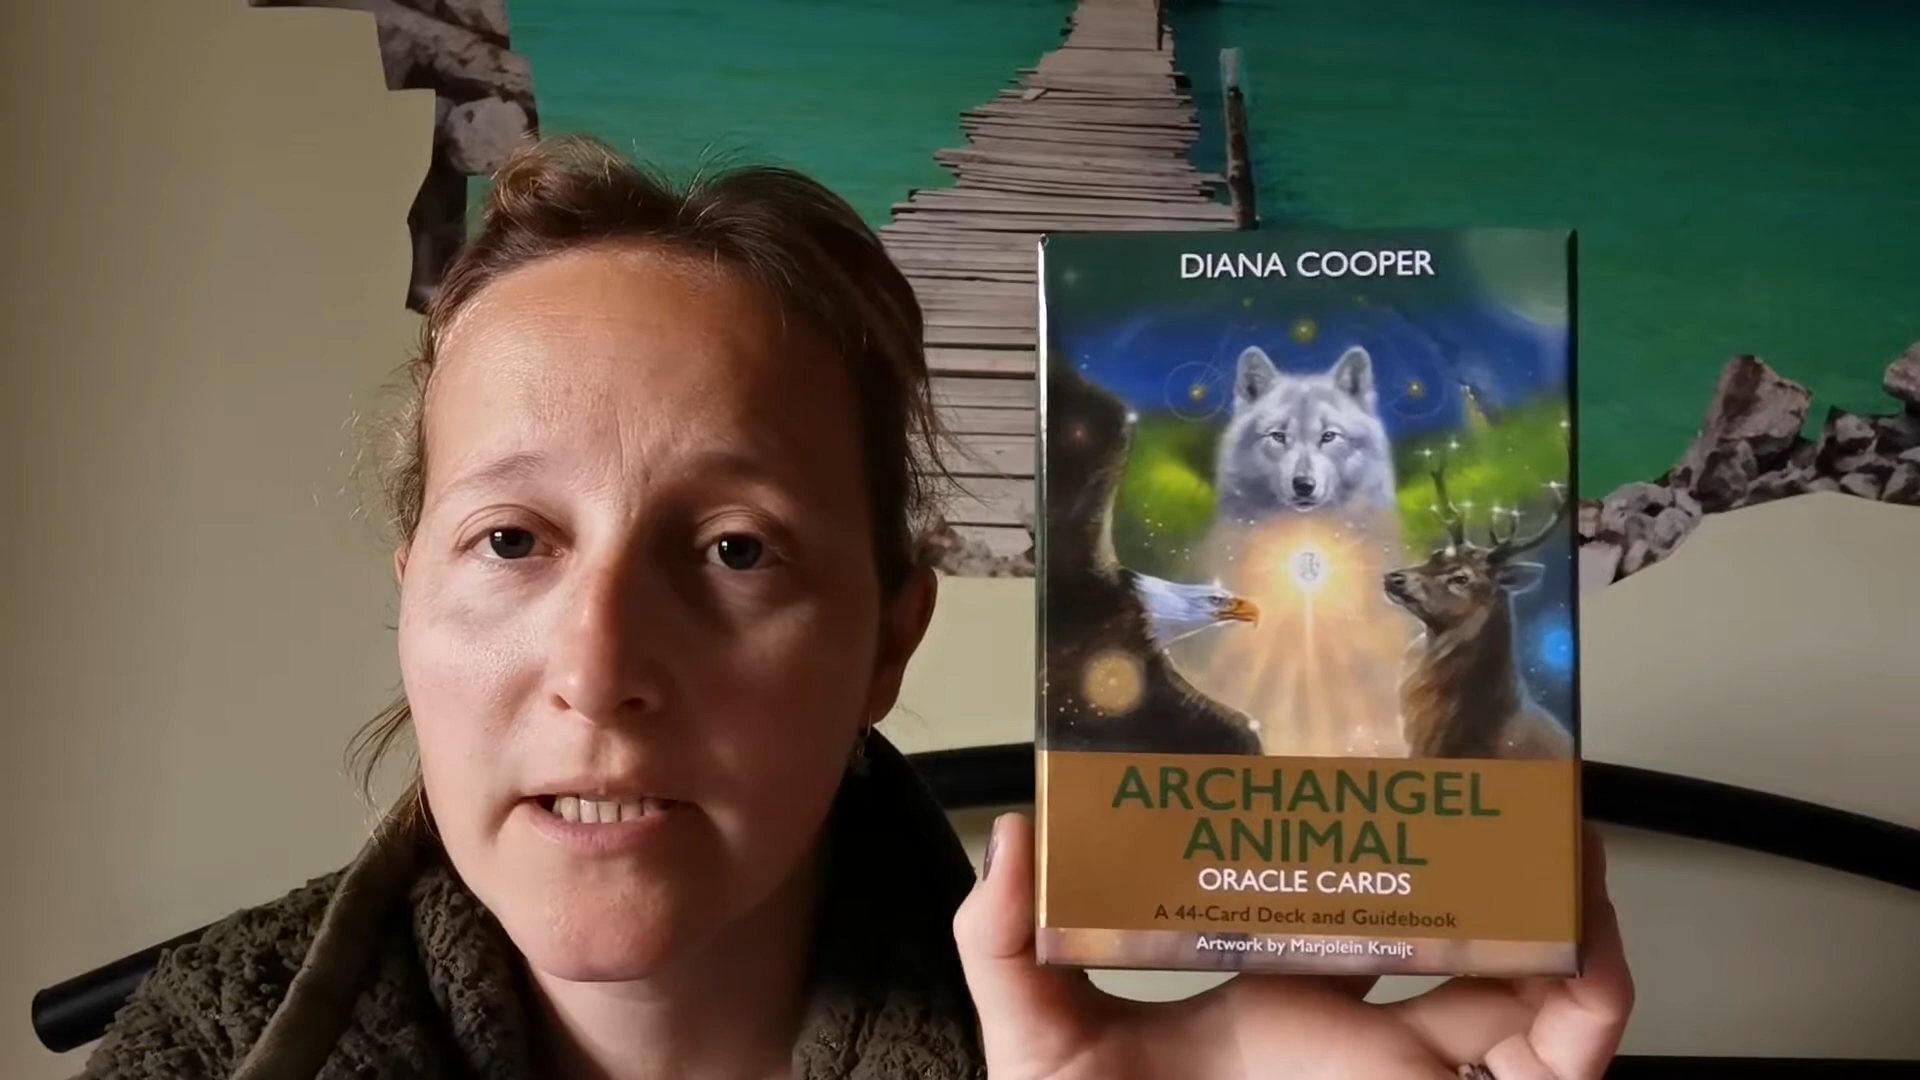 DIANA COOPER
ARCHANGEL
ANIMAL
ORACLE CARDS
A 44-Card Deck and Guidebook
Artwork by Marjolein Kruijt